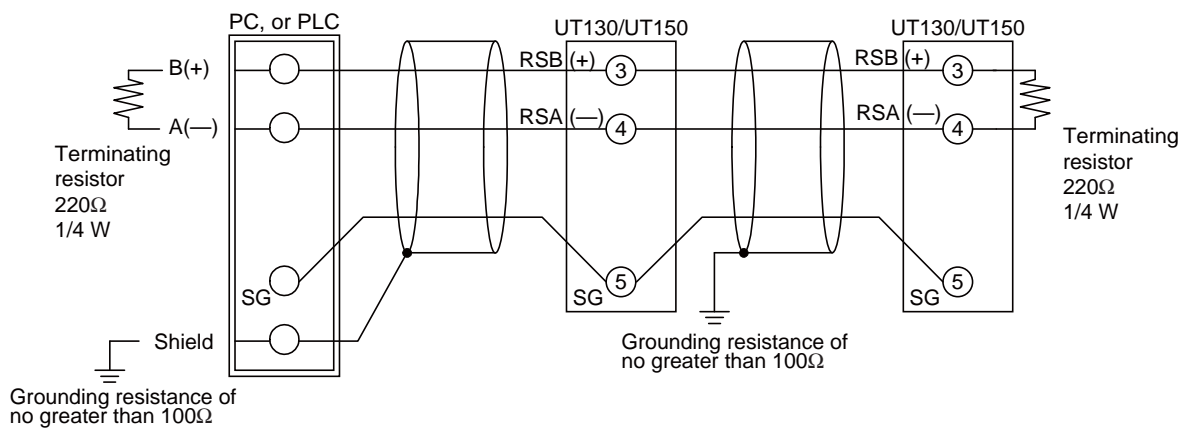 PC, or PLC
UT130/UT150
UT130/UT150
B(+)
RSB (+)
3
RSB (+)
3
A(—)
RSA (—)
4
RSA (—)
4
Terminating
resistor
220Ω
1/4 W
Terminating
resistor
220Ω
1/4 W
SG
SG
5
SG
5
Shield
Grounding resistance of
no greater than 100Ω
Grounding resistance of
no greater than 100Ω